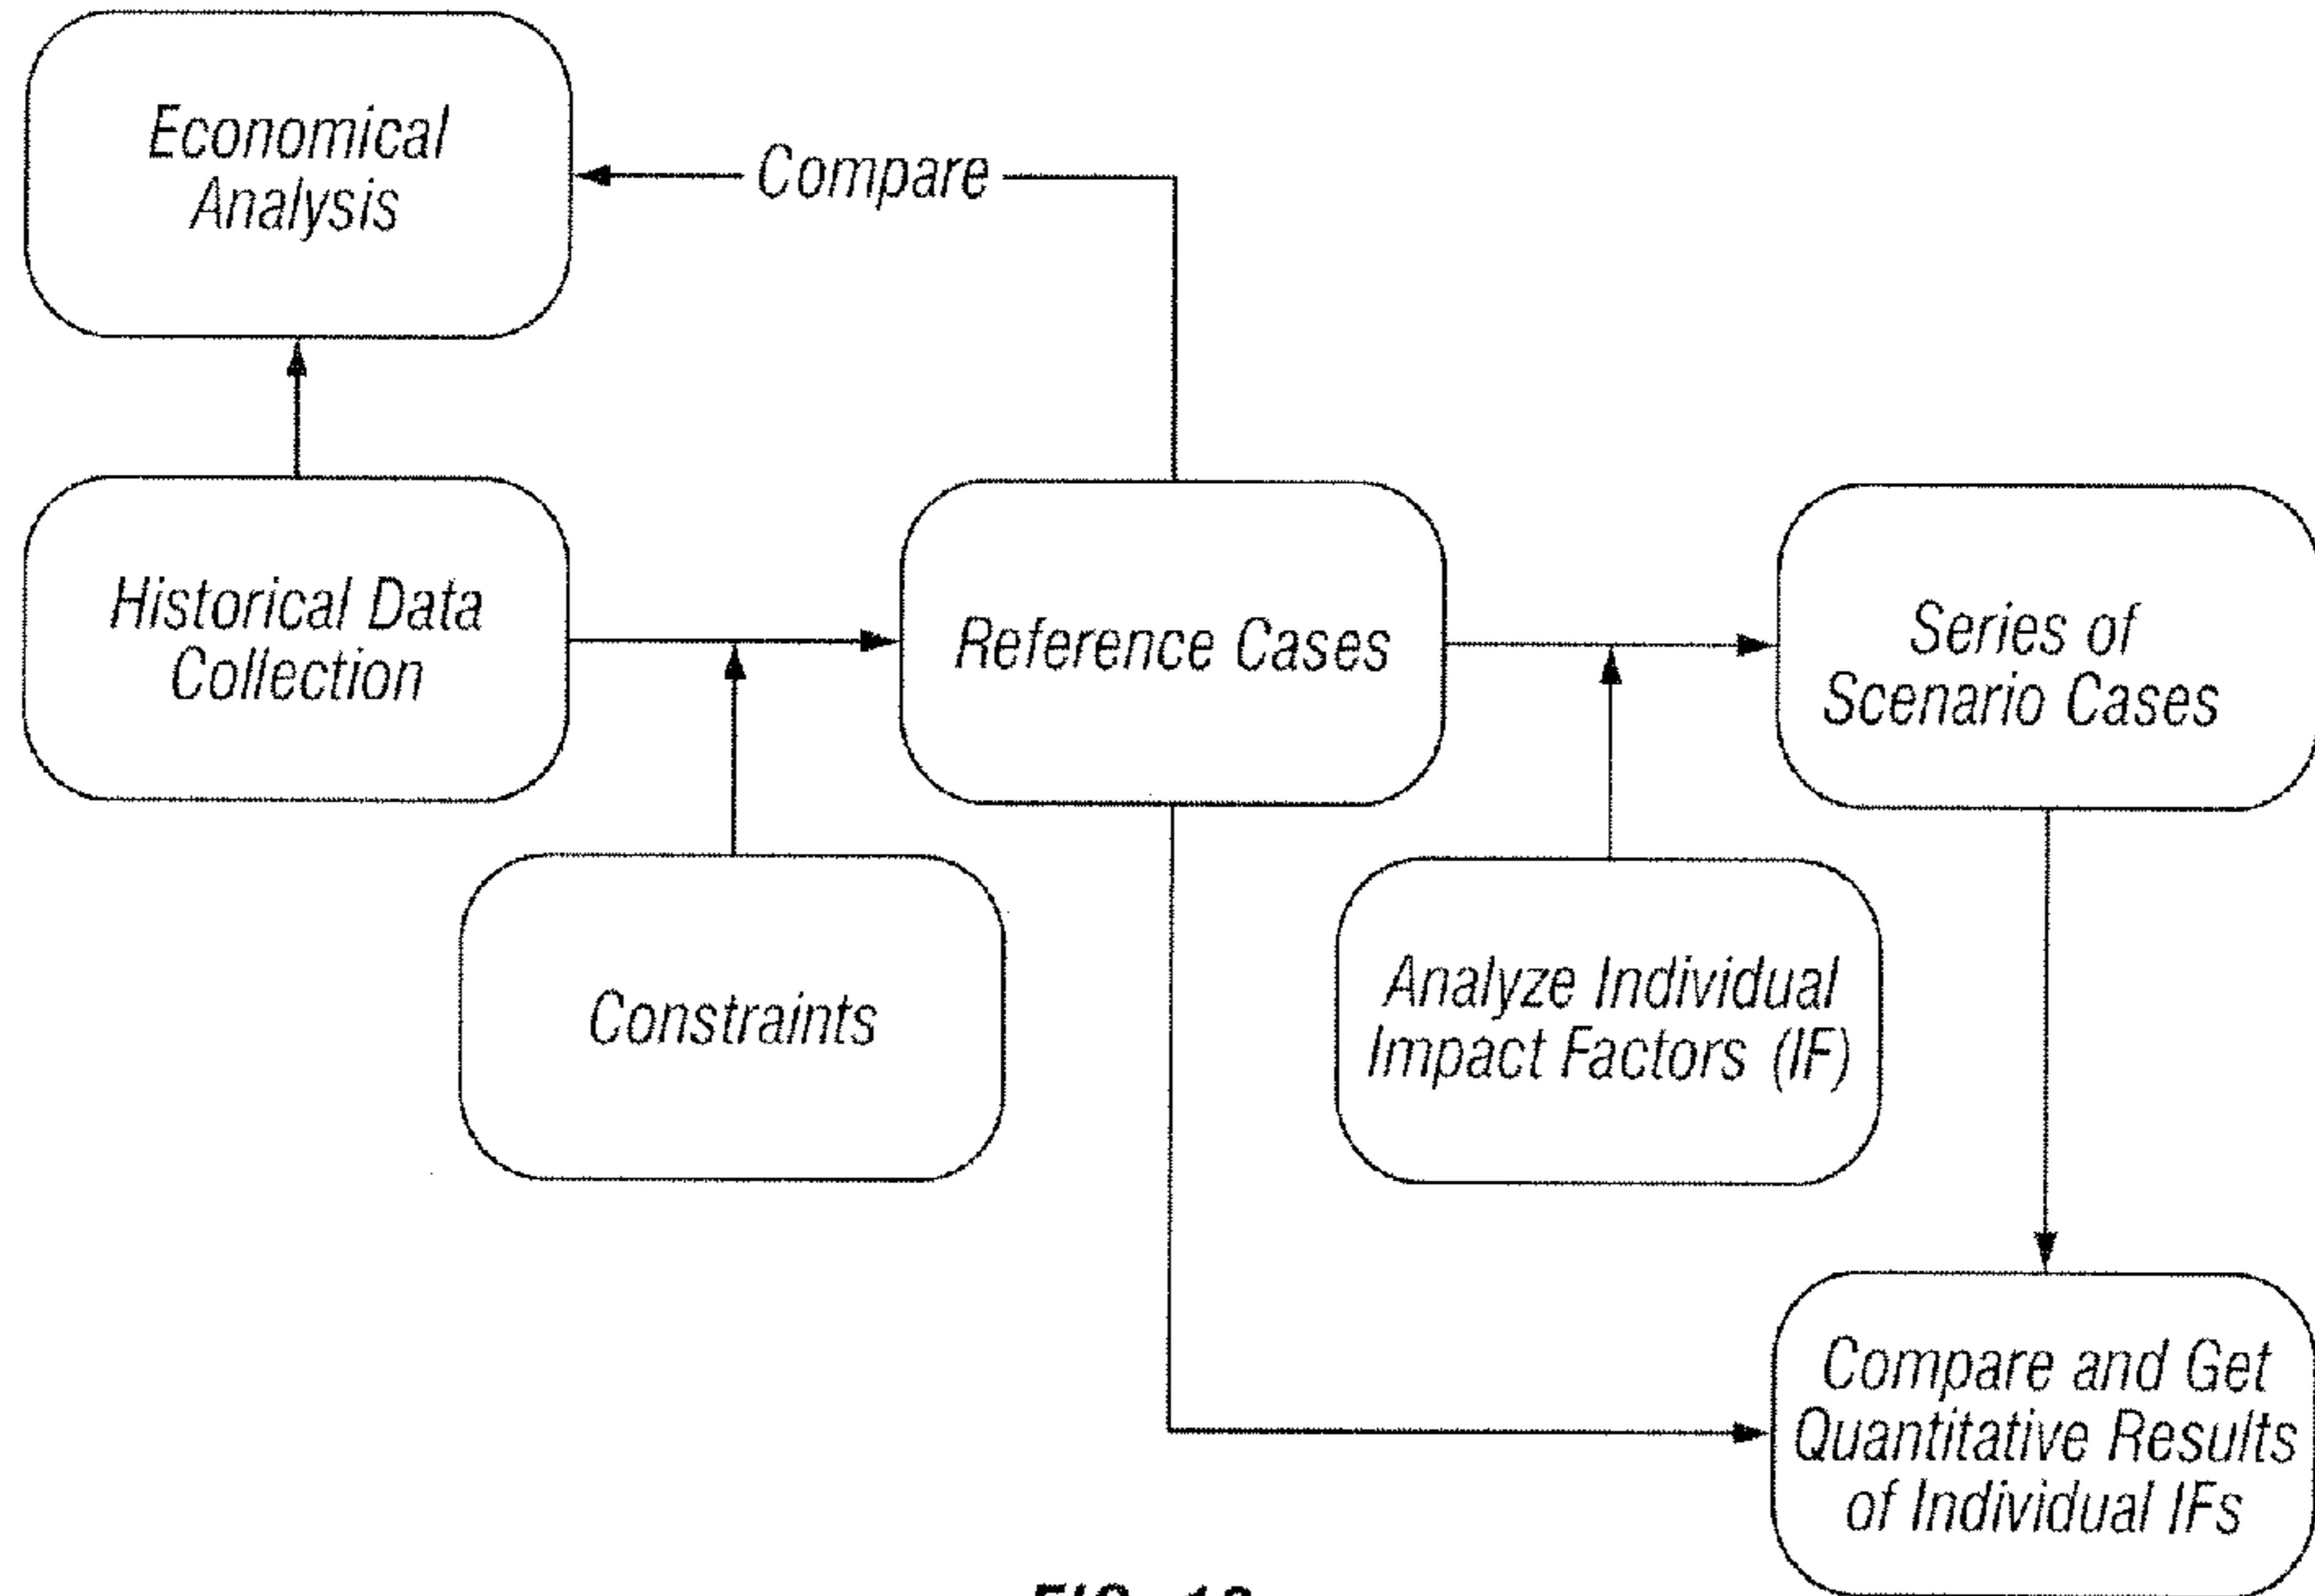 Economical
Analysis
Compare
Historical Data
Collection
Reference Cases
Series of
Scenario Cases
Constraints
Analyze Individual
Impact Factors (IF)
Compare and Get
Quantitative Results
of Individual IFs